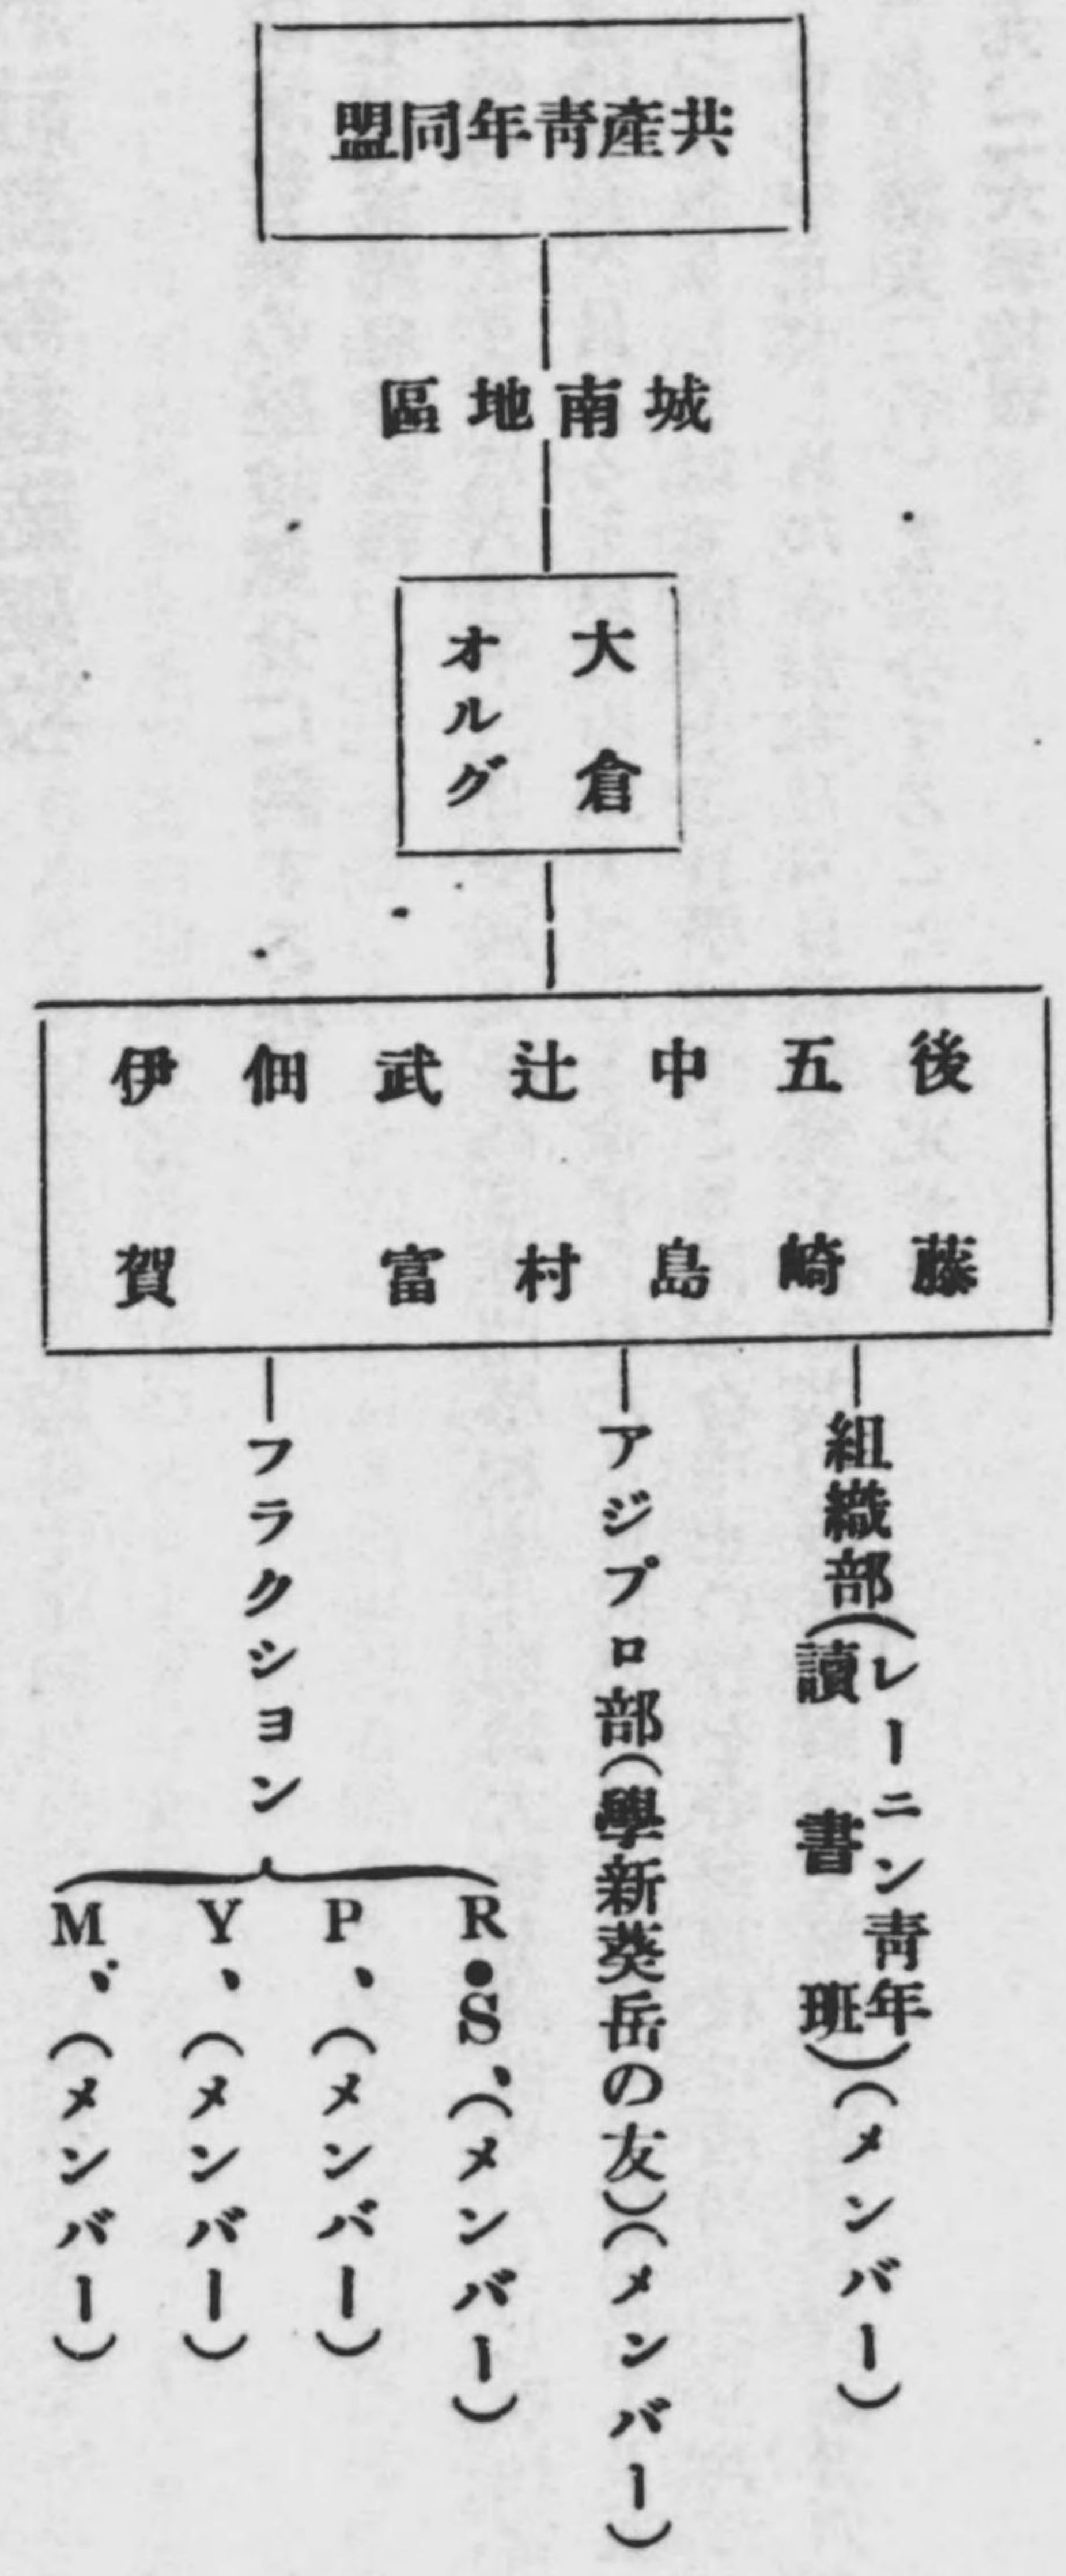 共產靑年同盟
城南地區
大倉
オルグ
後藤
五崎
中島
辻村
武富
佃
伊賀
組織部(レーニン靑年
讀書班)(メンバー)
アジプロ部(學新葵岳の友)(メンバー)
フラクション
R・S、(メンバー)
P、(メンバー)
Y、(メンバー)
M、(メンバー)